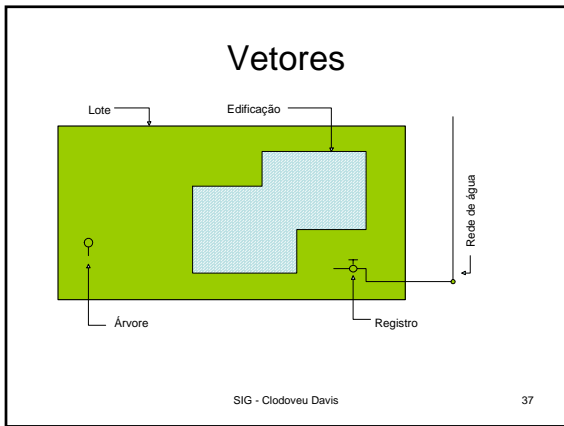 Vetores
Lote
Edificação
Rede de água
Árvore
Registro
SIG - Clodoveu Davis
37